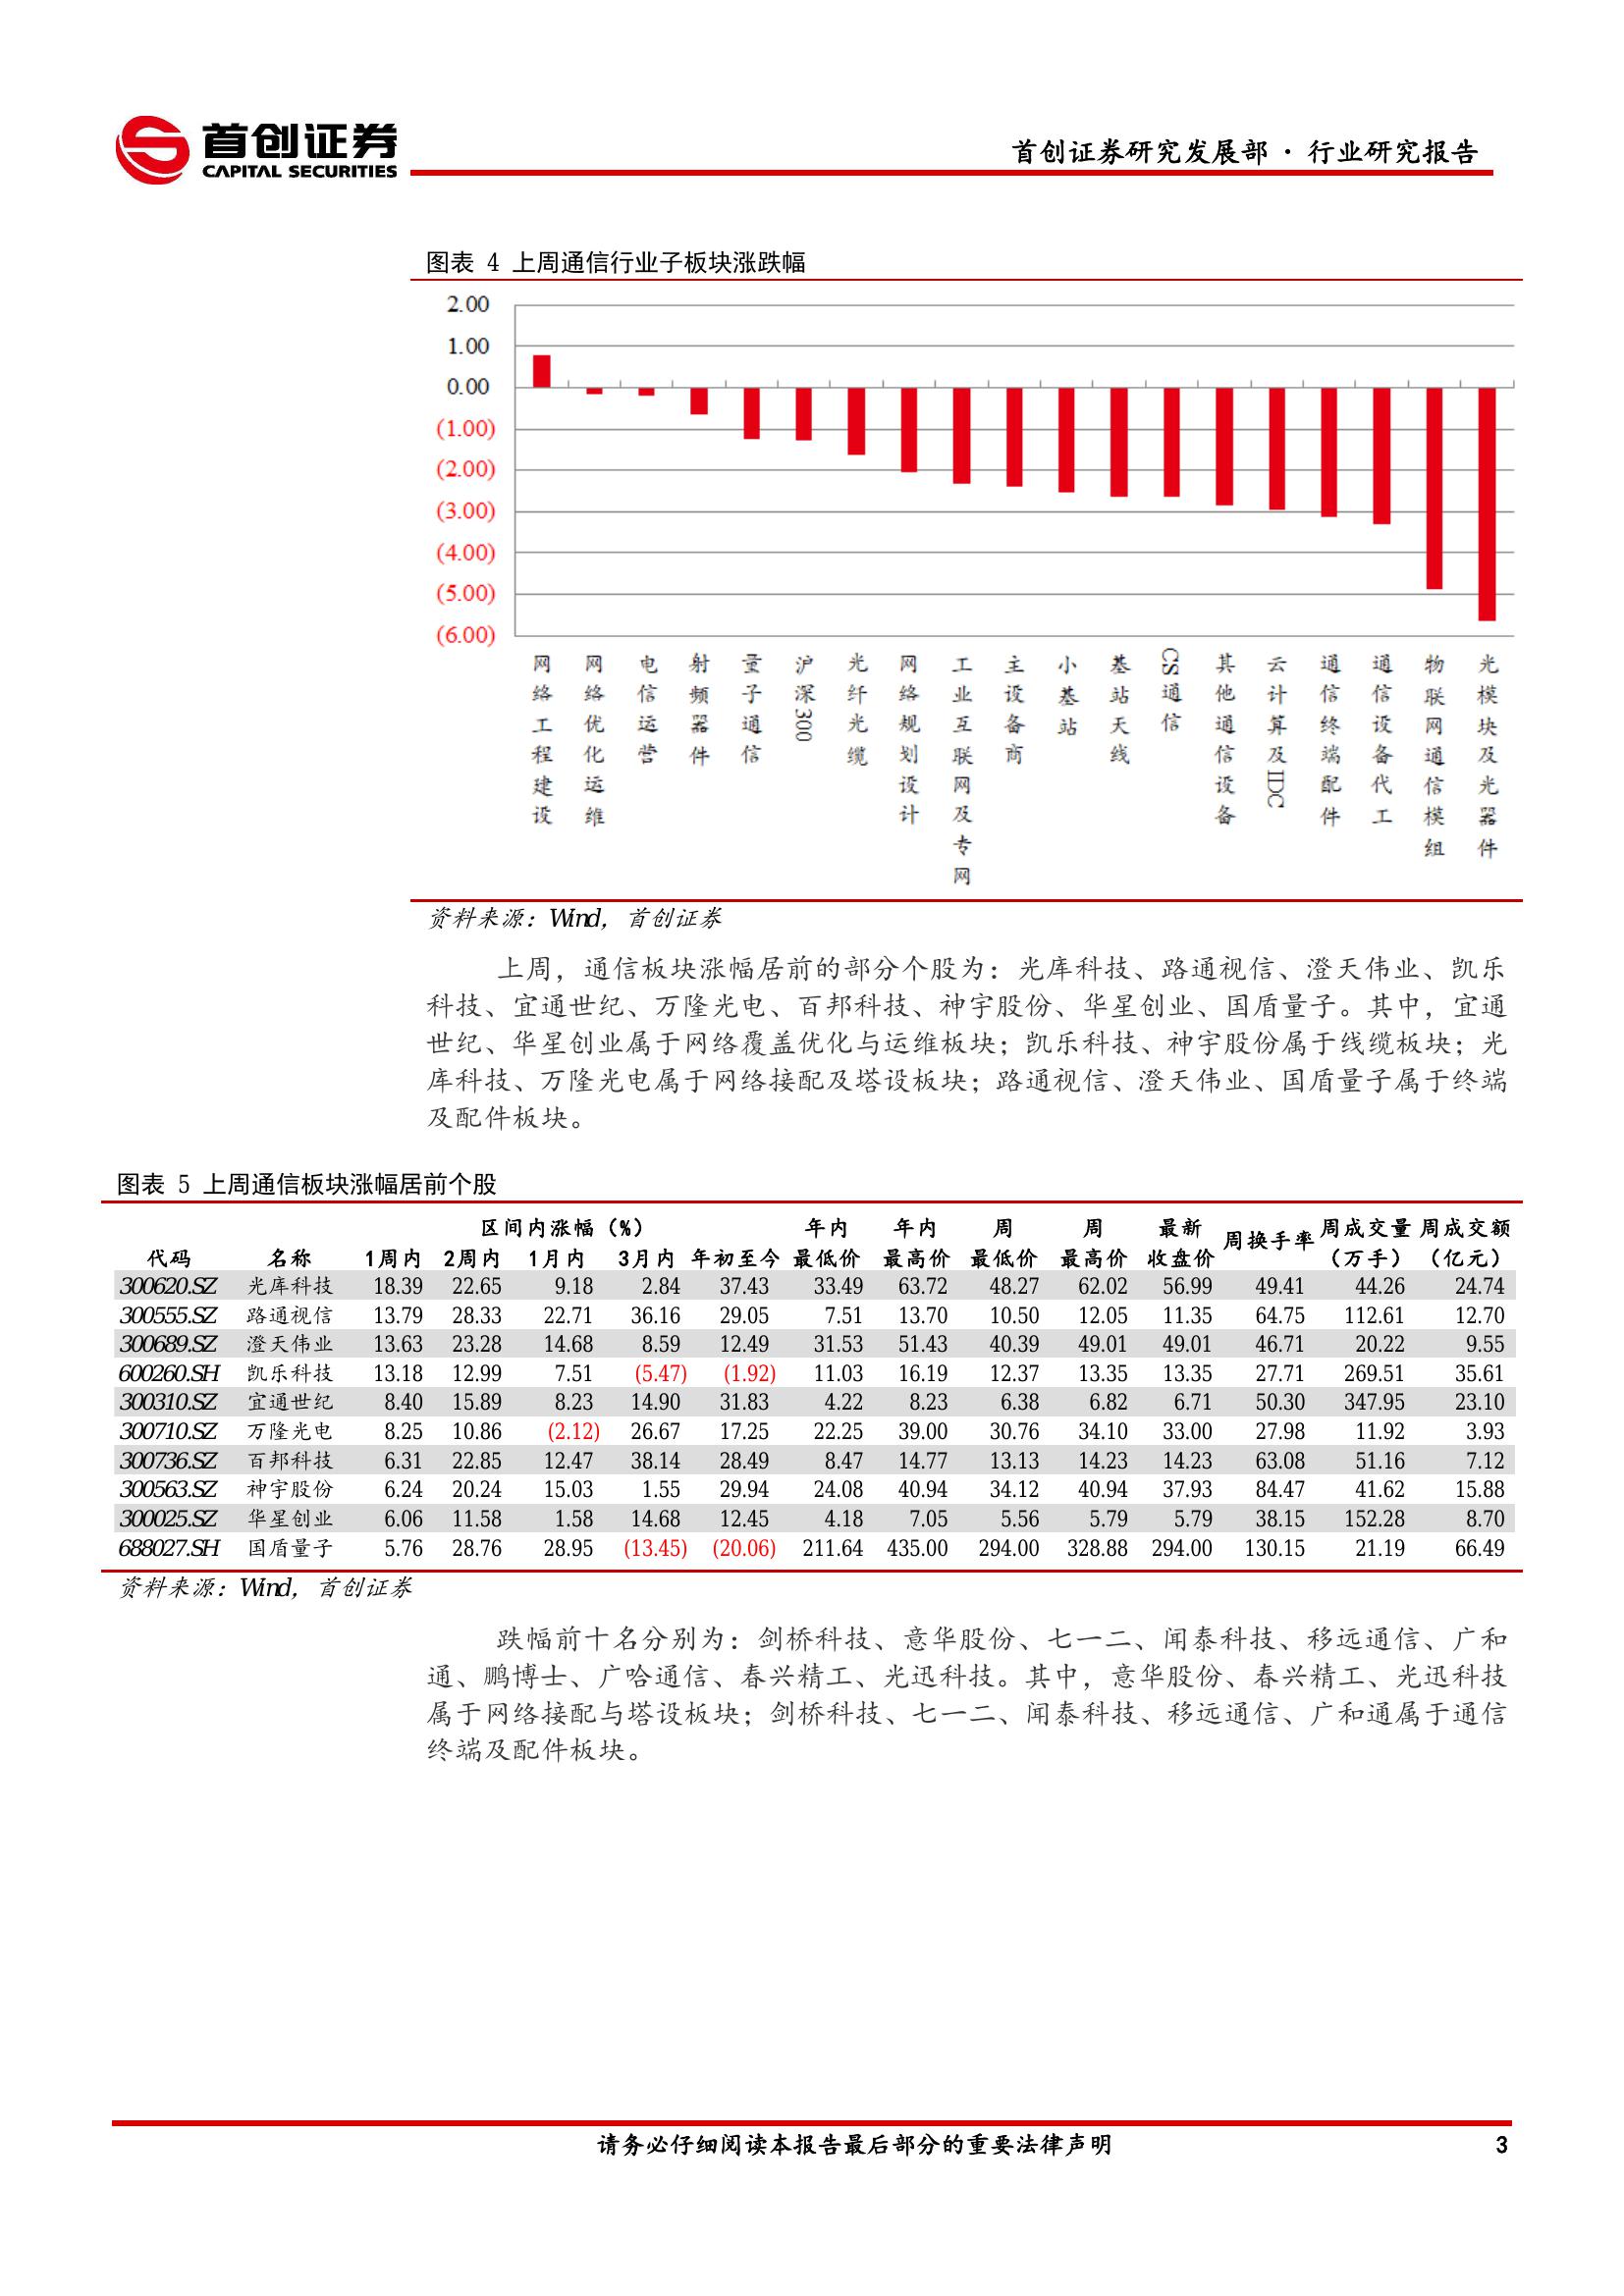 首创证券
CAPITAL SECURITIES
首创证券研究发展部 · 行业研究报告
图表 4 上周通信行业子板块涨跌幅
2.00
1.00
0.00
(1.00)
(2.00)
(3.00)
(4.00)
(5.00)
(6.00)
网络工程建设
网络优化运维
电信运营
射频器件
量子通信
沪深300
光纤光缆
网络规划设计
工业互联网及专网
主设备商
小基站
基站天线
CS通信
其他通信设备
云计算及IDC
通信终端配件
通信设备代工
物联网通信模组
光模块及光器件
资料来源：Wind，首创证券
上周，通信板块涨幅居前的部分个股为：光库科技、路通视信、澄天伟业、凯乐
科技、宜通世纪、万隆光电、百邦科技、神宇股份、华星创业、国盾量子。其中，宜通
世纪、华星创业属于网络覆盖优化与运维板块；凯乐科技、神宇股份属于线缆板块；光
库科技、万隆光电属于网络接配及塔设板块；路通视信、澄天伟业、国盾量子属于终端
及配件板块。
图表 5 上周通信板块涨幅居前个股
区间内涨幅（%） 年内 年内 周 周 最新 周换手率 周成交量 周成交额
代码 名称 1周内 2周内 1月内 3月内 年初至今 最低价 最高价 最低价 最高价 收盘价 （万手） （亿元）
300620.SZ 光库科技 18.39 22.65 9.18 2.84 37.43 33.49 63.72 48.27 62.02 56.99 49.41 44.26 24.74
300555.SZ 路通视信 13.79 28.33 22.71 36.16 29.05 7.51 13.70 10.50 12.05 11.35 64.75 112.61 12.70
300689.SZ 澄天伟业 13.63 23.28 14.68 8.59 12.49 31.53 51.43 40.39 49.01 49.01 46.71 20.22 9.55
600260.SH 凯乐科技 13.18 12.99 7.51 (5.47) (1.92) 11.03 16.19 12.37 13.35 13.35 27.71 269.51 35.61
300310.SZ 宜通世纪 8.40 15.89 8.23 14.90 31.83 4.22 8.23 6.38 6.82 6.71 50.30 347.95 23.10
300710.SZ 万隆光电 8.25 10.86 (2.12) 26.67 17.25 22.25 39.00 30.76 34.10 33.00 27.98 11.92 3.93
300736.SZ 百邦科技 6.31 22.85 12.47 38.14 28.49 8.47 14.77 13.13 14.23 14.23 63.08 51.16 7.12
300563.SZ 神宇股份 6.24 20.24 15.03 1.55 29.94 24.08 40.94 34.12 40.94 37.93 84.47 41.62 15.88
300025.SZ 华星创业 6.06 11.58 1.58 14.68 12.45 4.18 7.05 5.56 5.79 5.79 38.15 152.28 8.70
688027.SH 国盾量子 5.76 28.76 28.95 (13.45) (20.06) 211.64 435.00 294.00 328.88 294.00 130.15 21.19 66.49
资料来源：Wind，首创证券
跌幅前十名分别为：剑桥科技、意华股份、七一二、闻泰科技、移远通信、广和
通、鹏博士、广哈通信、春兴精工、光迅科技。其中，意华股份、春兴精工、光迅科技
属于网络接配与塔设板块；剑桥科技、七一二、闻泰科技、移远通信、广和通属于通信
终端及配件板块。
请务必仔细阅读本报告最后部分的重要法律声明 3